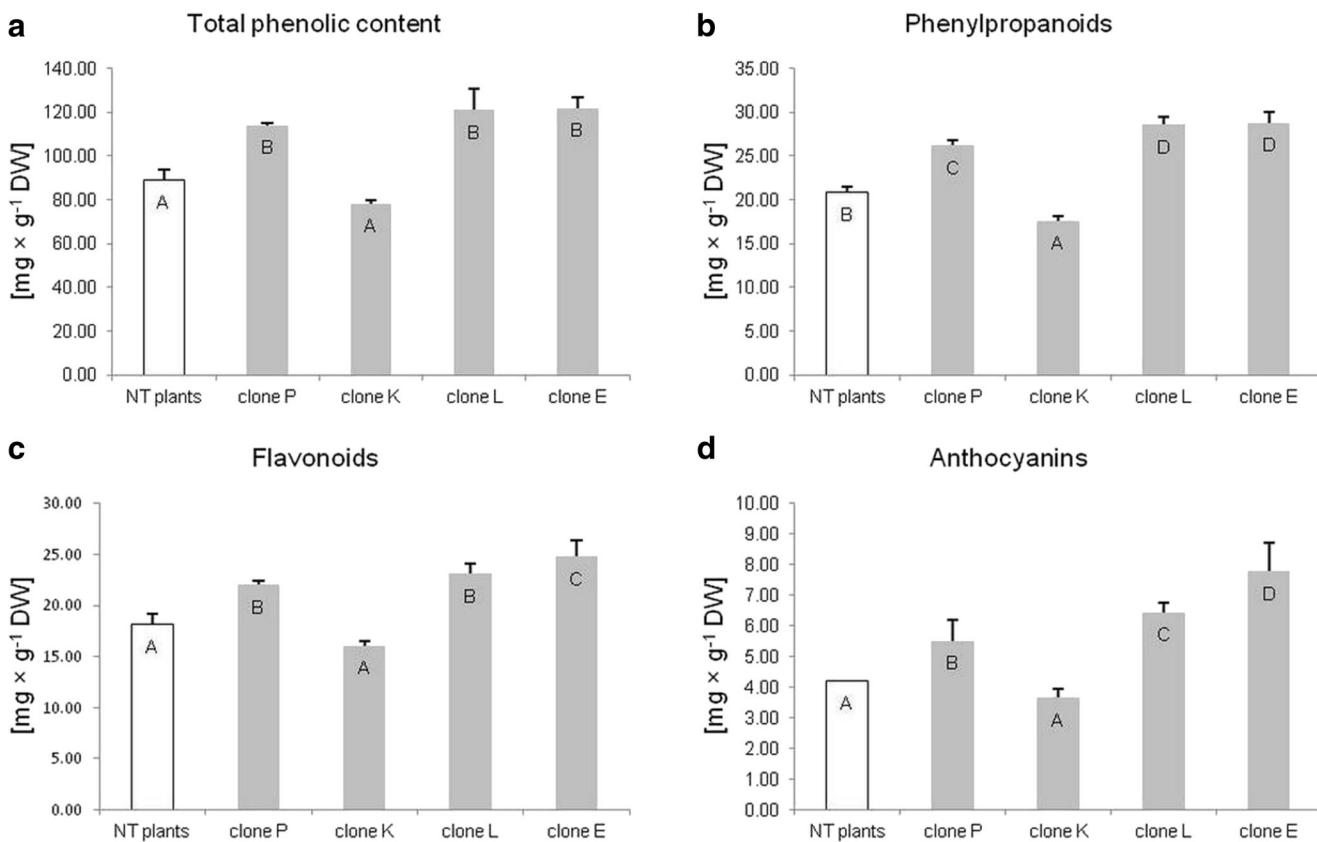 a
Total phenolic content
[mg × g⁻¹ DW]
140.00
120.00
100.00
80.00
60.00
40.00
20.00
0.00
A
B
A
B
B
NT plants clone P clone K clone L clone E
b
Phenylpropanoids
[mg × g⁻¹ DW]
35.00
30.00
25.00
20.00
15.00
10.00
5.00
0.00
B
C
A
D
D
NT plants clone P clone K clone L clone E
c
Flavonoids
[mg × g⁻¹ DW]
30.00
25.00
20.00
15.00
10.00
5.00
0.00
A
B
A
B
C
NT plants clone P clone K clone L clone E
d
Anthocyanins
[mg × g⁻¹ DW]
10.00
9.00
8.00
7.00
6.00
5.00
4.00
3.00
2.00
1.00
0.00
A
B
A
C
D
NT plants clone P clone K clone L clone E